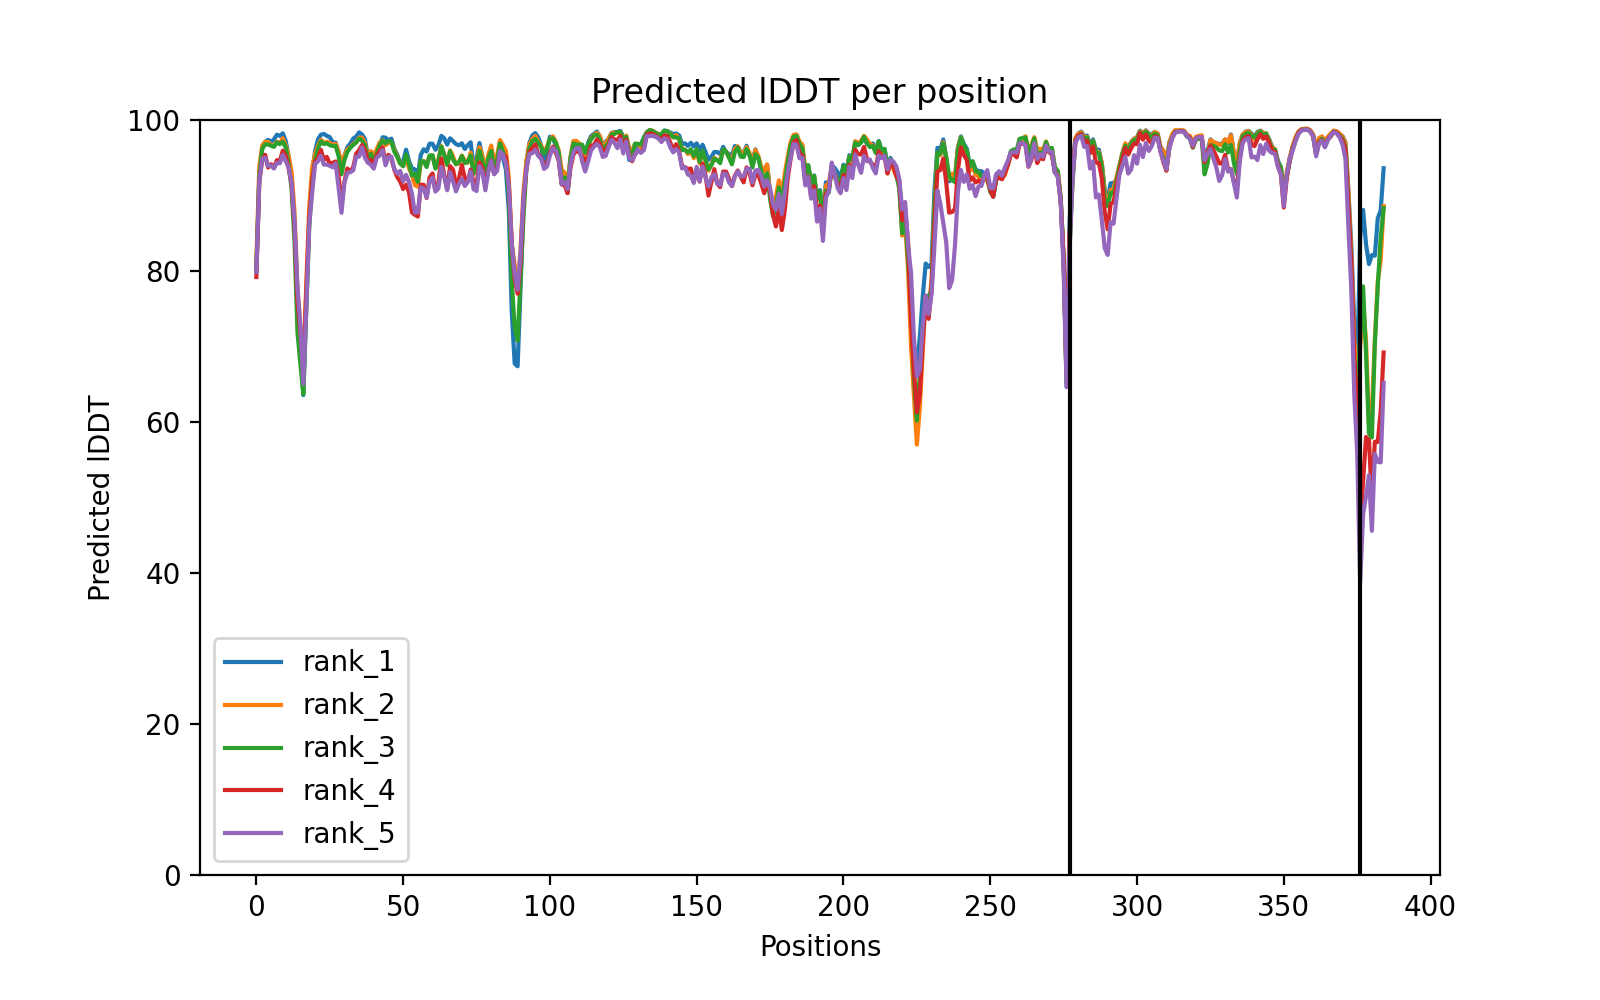 Predicted lDDT per position
100
80
60
40
20
0
Predicted lDDT
rank_1
rank_2
rank_3
rank_4
rank_5
0 50 100 150 200 250 300 350 400
Positions